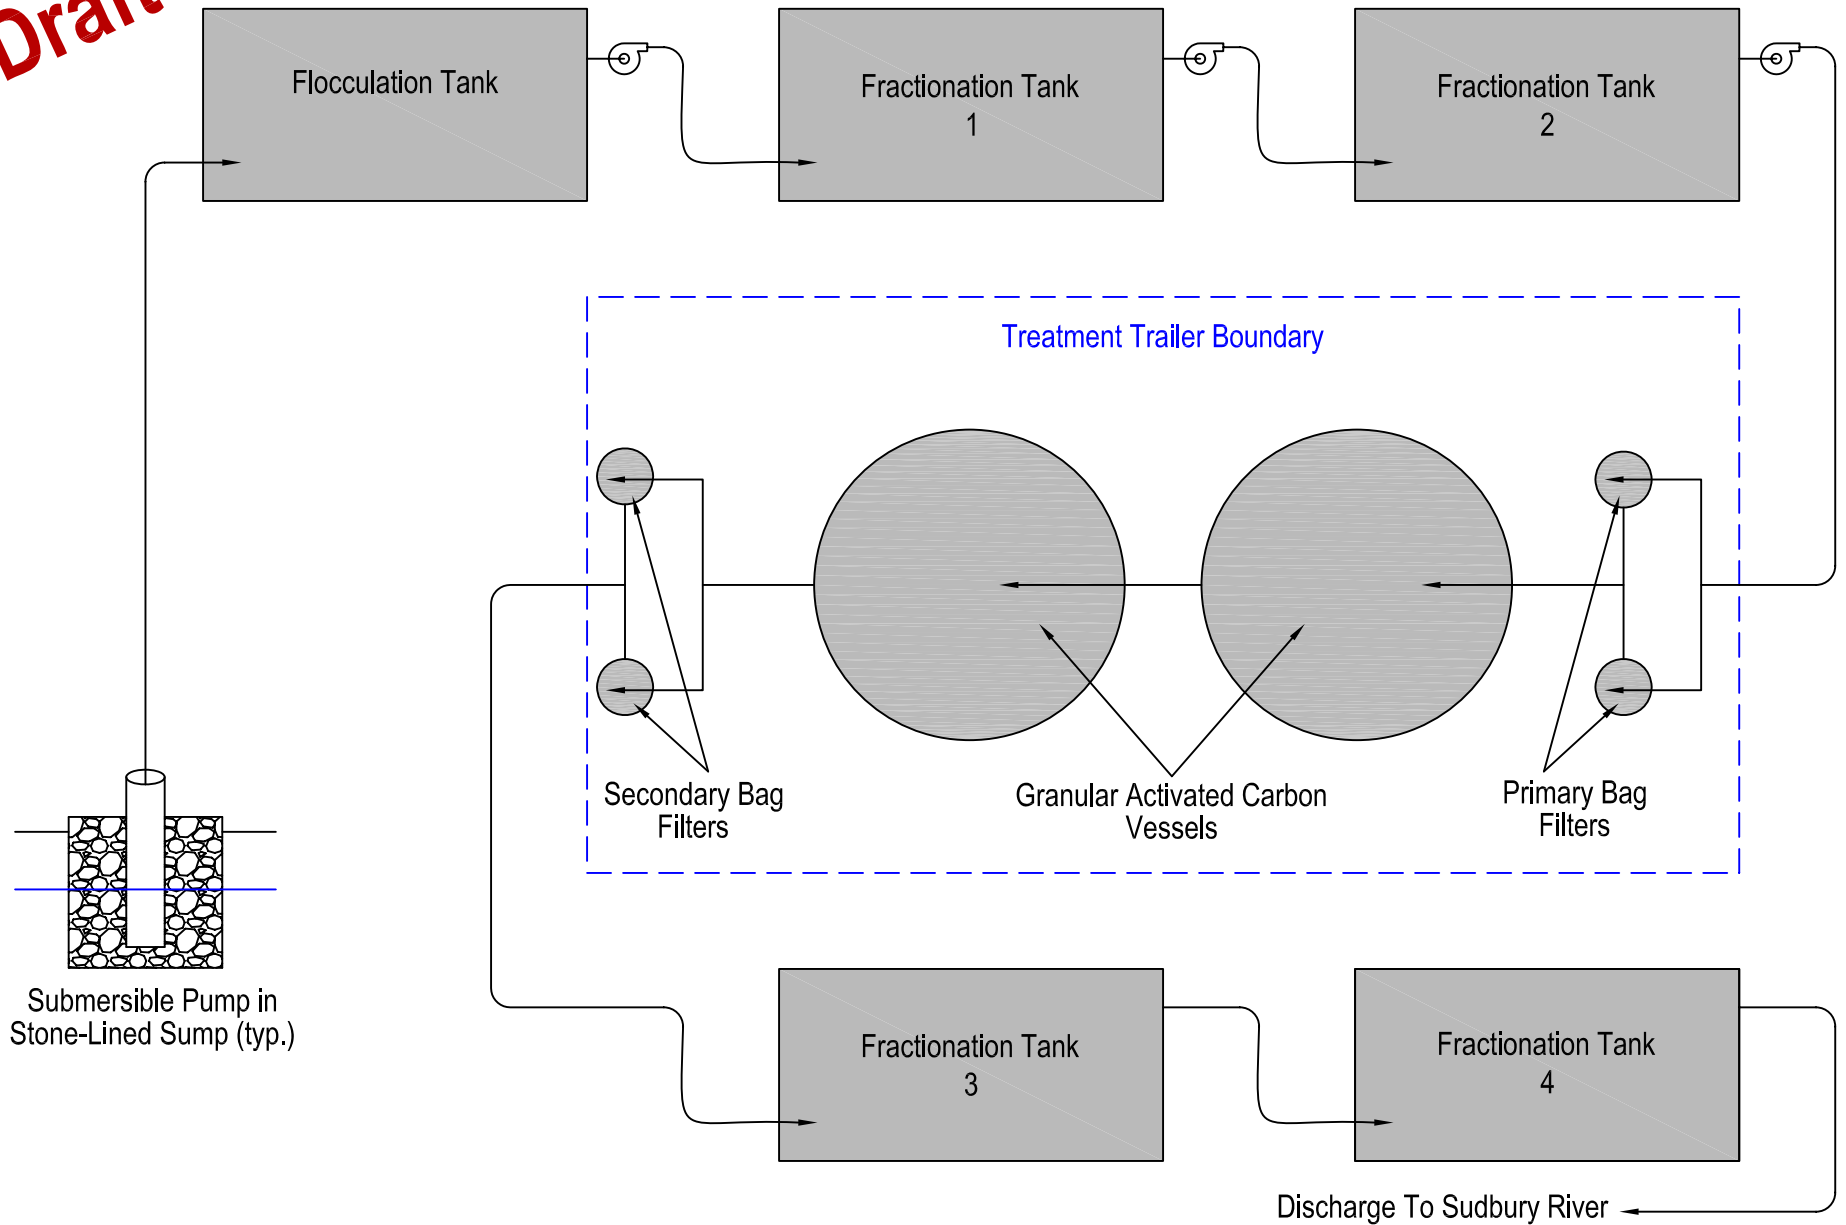 Draft
Flocculation Tank
Fractionation Tank
1
Fractionation Tank
2
Treatment Trailer Boundary
Secondary Bag
Filters
Granular Activated Carbon
Vessels
Primary Bag
Filters
Submersible Pump in
Stone-Lined Sump (typ.)
Fractionation Tank
3
Fractionation Tank
4
Discharge To Sudbury River